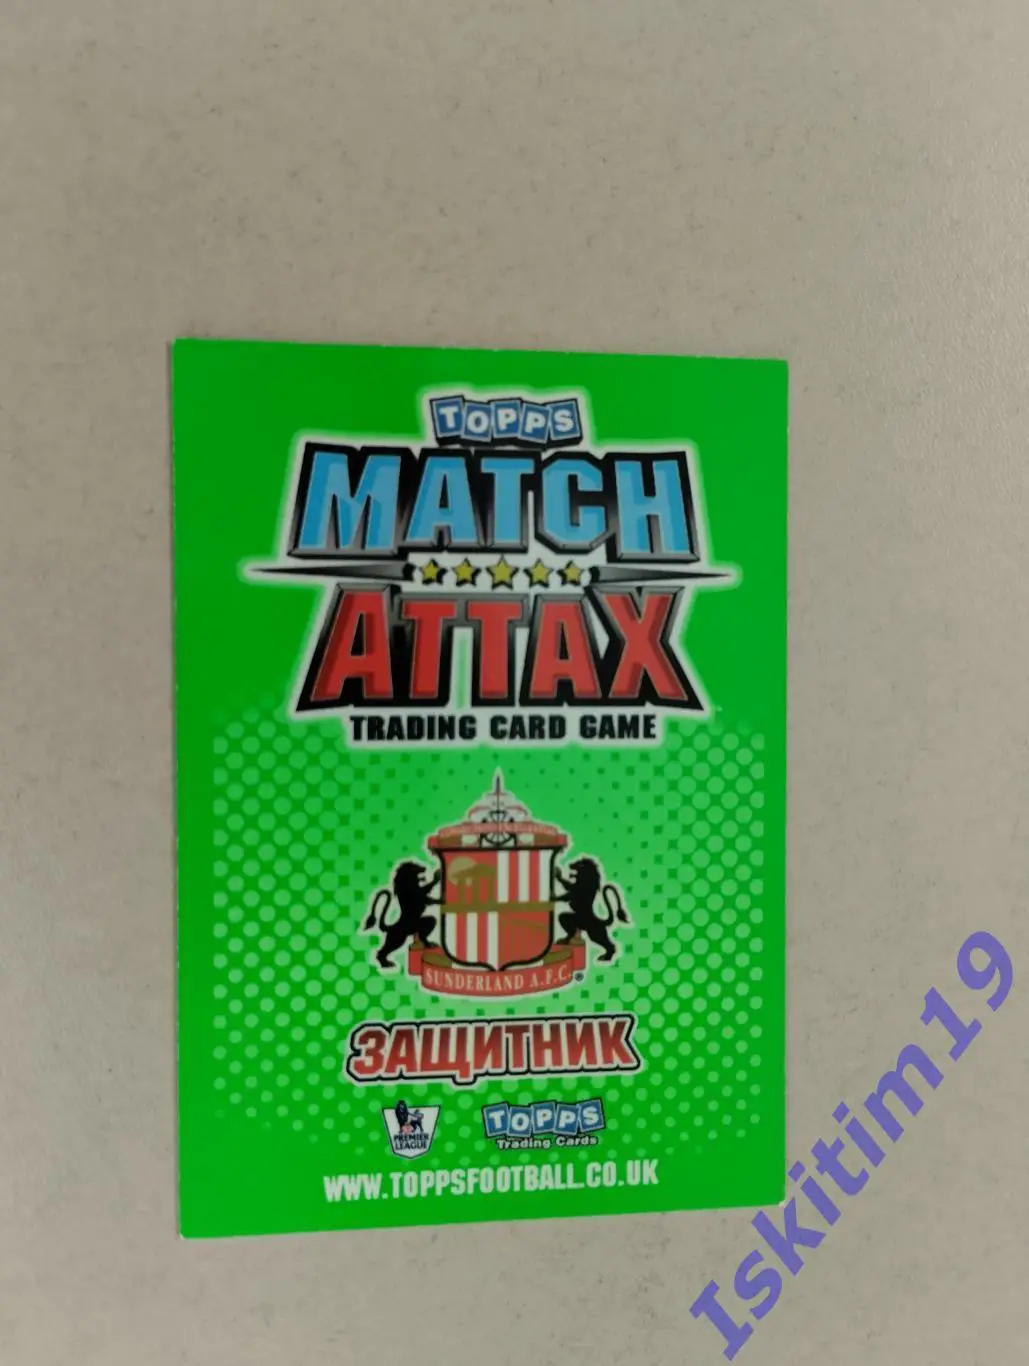 TOPPS
MATCH
ATTAX
TRADING CARD GAME
SUNDERLAND A.F.C.
ЗАЩИТНИК
PREMIER
LEAGUE
TOPPS
Trading Cards
WWW.TOPPSFOOTBALL.CO.UK
Iskitim19